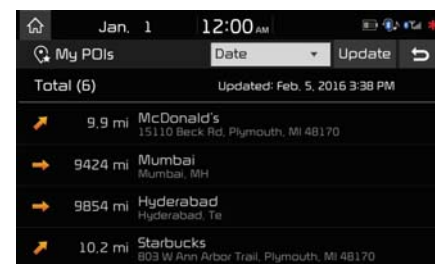 Jan. 1 12:00 AM
My POIs Date Update
Total (6) Updated: Feb. 5, 2016 3:38 PM
9.9 mi McDonald's
15110 Beck Rd, Plymouth, MI 48170
9424 mi Mumbai
Mumbai, MH
9854 mi Hyderabad
Hyderabad, Te
10.2 mi Starbucks
803 W Ann Arbor Trail, Plymouth, MI 48170